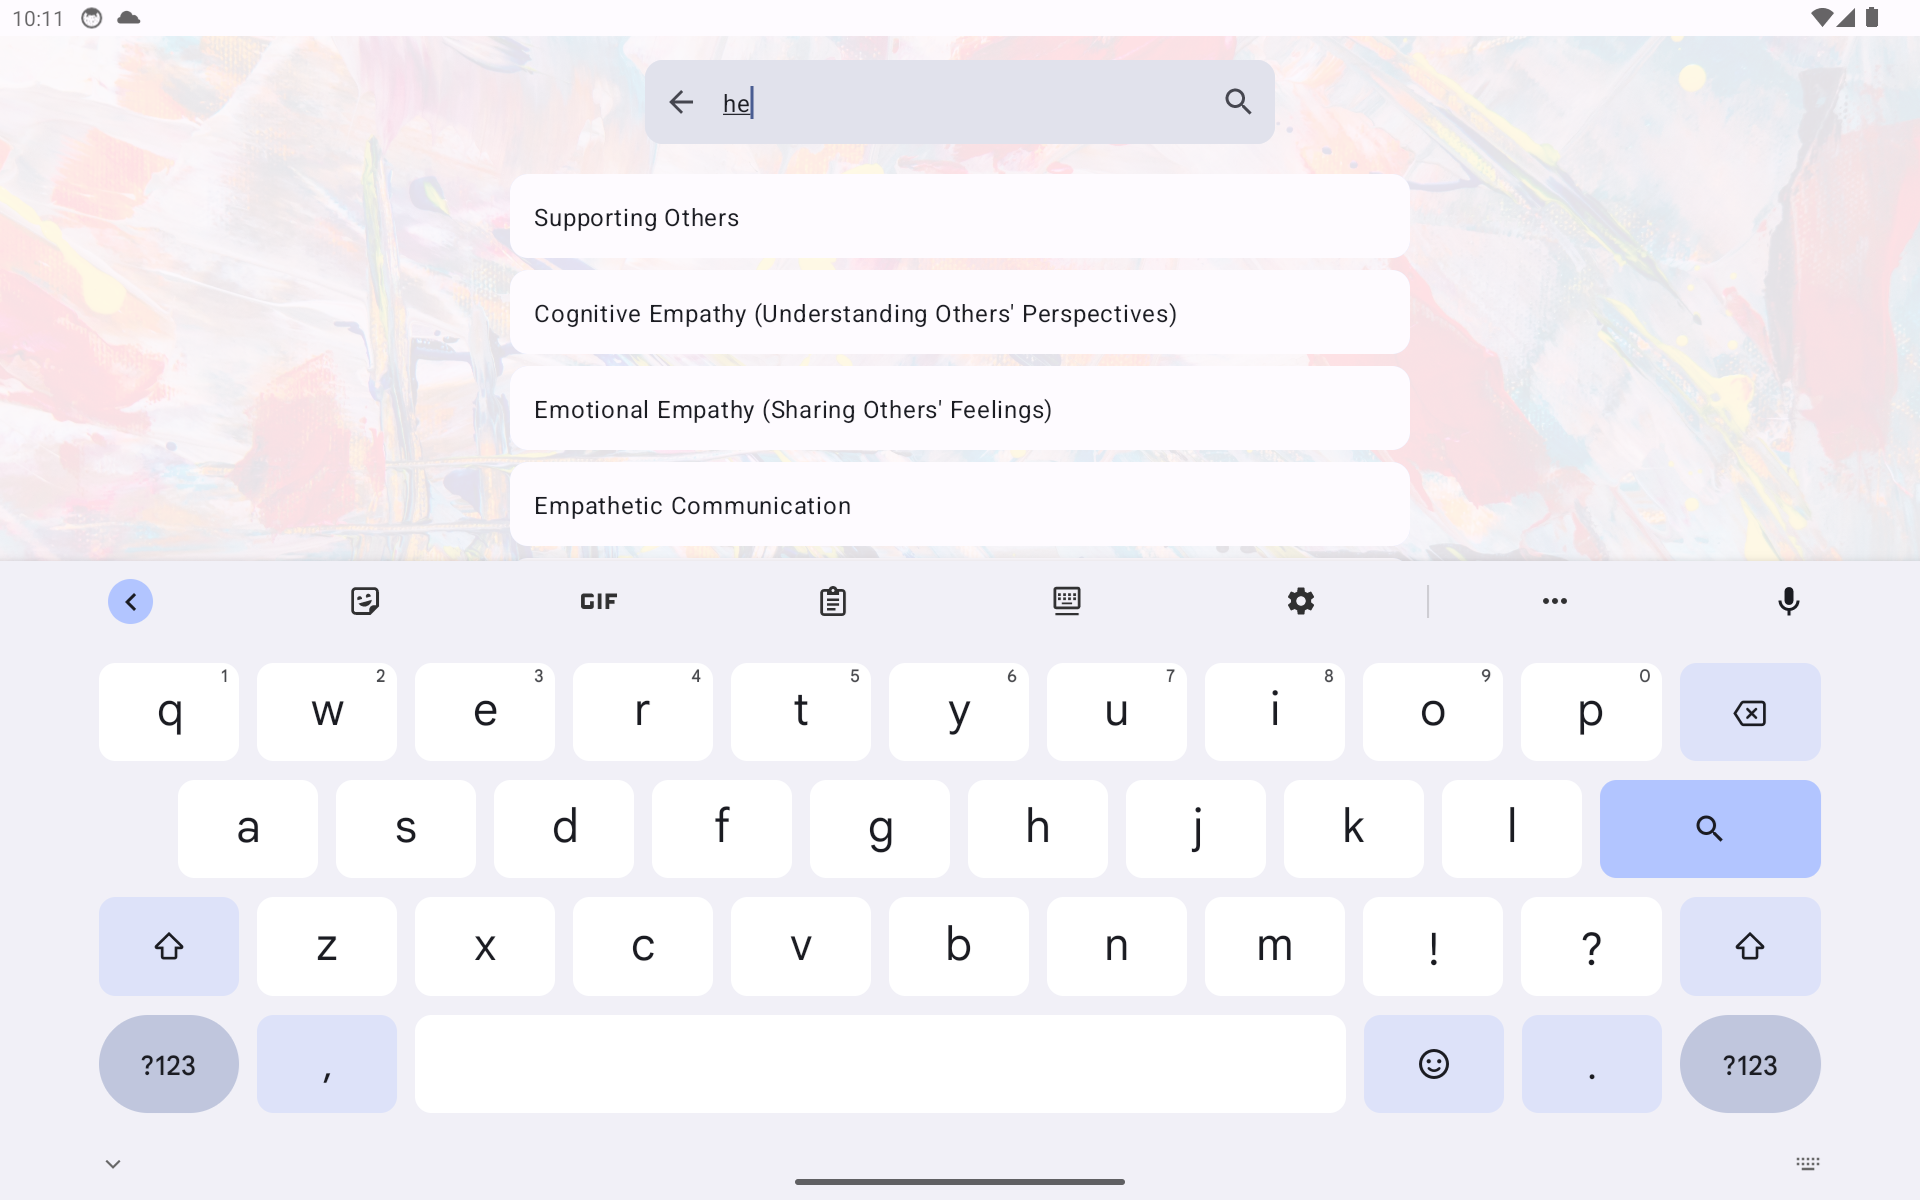 10:11
he
Supporting Others
Cognitive Empathy (Understanding Others' Perspectives)
Emotional Empathy (Sharing Others' Feelings)
Empathetic Communication
GIF
q 1 w 2 e 3 r 4 t 5 y 6 u 7 i 8 o 9 p 0
a s d f g h j k l
z x c v b n m ! ?
?123 , . ?123